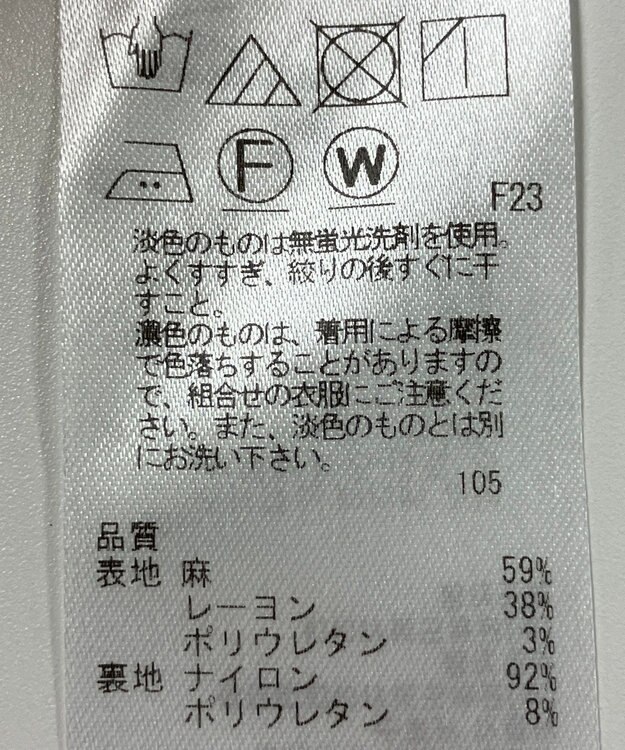 F W F23
淡色のものは無蛍光洗剤を使用。
よくすすぎ、絞りの後すぐに干
すこと。
濃色のものは、着用による摩擦
で色落ちすることがありますの
で、組合せの衣服にご注意くだ
さい。また、淡色のものとは別
にお洗い下さい。
105
品質
表地 麻 59%
レーヨン 38%
ポリウレタン 3%
裏地 ナイロン 92%
ポリウレタン 8%